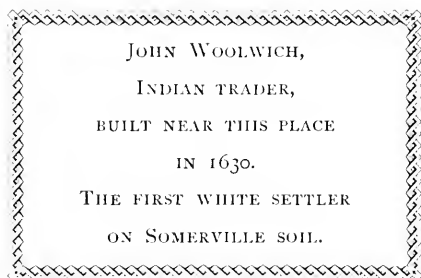 John Woolwich,
Indian trader,
built near this place
in 1630.
The first white settler
on Somerville soil.